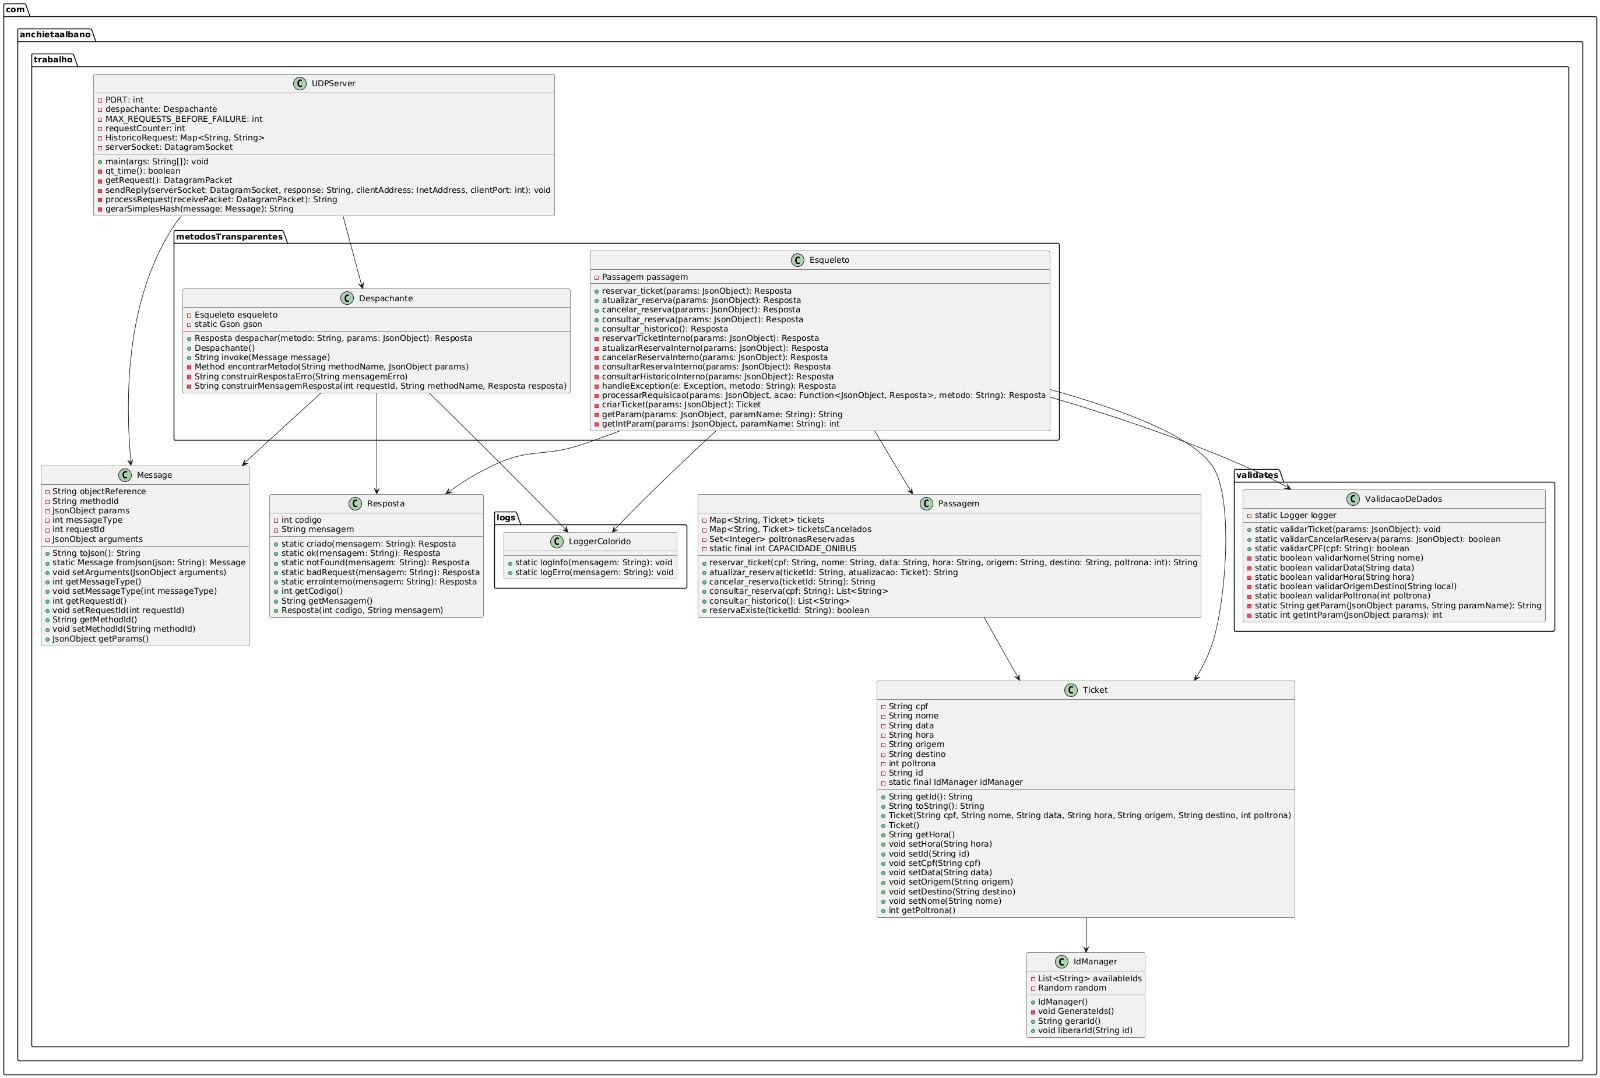 com
anchietaalbano
trabalho
C UDPServer
PORT: int
despachante: Despachante
MAX_REQUESTS_BEFORE_FAILURE: int
requestCounter: int
HistoricoRequest: Map<String, String>
serverSocket: DatagramSocket
main(args: String[]): void
qt_time(): boolean
getRequest(): DatagramPacket
sendReply(serverSocket: DatagramSocket, response: String, clientAddress: InetAddress, clientPort: int): void
processRequest(receivePacket: DatagramPacket): String
gerarSimplesHash(message: Message): String
metodosTransparentes
C Despachante
Esqueleto esqueleto
static Gson gson
Resposta despachar(metodo: String, params: JsonObject): Resposta
Despachante()
String invoke(Message message)
Method encontrarMetodo(String methodName, JsonObject params)
String construirRespostaErro(String mensagemErro)
String construirMensagemResposta(int requestId, String methodName, Resposta resposta)
C Esqueleto
Passagem passagem
reservar_ticket(params: JsonObject): Resposta
atualizar_reserva(params: JsonObject): Resposta
cancelar_reserva(params: JsonObject): Resposta
consultar_reserva(params: JsonObject): Resposta
consultar_historico(): Resposta
reservarTicketInterno(params: JsonObject): Resposta
atualizarReservaInterno(params: JsonObject): Resposta
cancelarReservaInterno(params: JsonObject): Resposta
consultarReservaInterno(params: JsonObject): Resposta
consultarHistoricoInterno(params: JsonObject): Resposta
handleException(e: Exception, metodo: String): Resposta
processarRequisicao(params: JsonObject, acao: Function<JsonObject, Resposta>, metodo: String): Resposta
criarTicket(params: JsonObject): Ticket
getParam(params: JsonObject, paramName: String): String
getIntParam(params: JsonObject, paramName: String): int
C Message
String objectReference
String methodId
JsonObject params
int messageType
int requestId
JsonObject arguments
String toJson(): String
static Message fromJson(json: String): Message
void setArguments(JsonObject arguments)
int getMessageType()
void setMessageType(int messageType)
int getRequestId()
void setRequestId(int requestId)
String getMethodId()
void setMethodId(String methodId)
JsonObject getParams()
C Resposta
int codigo
String mensagem
static criado(mensagem: String): Resposta
static ok(mensagem: String): Resposta
static notFound(mensagem: String): Resposta
static badRequest(mensagem: String): Resposta
static erroInterno(mensagem: String): Resposta
int getCodigo()
String getMensagem()
Resposta(int codigo, String mensagem)
logs
C LoggerColorido
static logInfo(mensagem: String): void
static logErro(mensagem: String): void
C Passagem
Map<String, Ticket> tickets
Map<String, Ticket> ticketsCancelados
Set<Integer> poltronasReservadas
static final int CAPACIDADE_ONIBUS
reservar_ticket(cpf: String, nome: String, data: String, hora: String, origem: String, destino: String, poltrona: int): String
atualizar_reserva(ticketId: String, atualizacao: Ticket): String
cancelar_reserva(ticketId: String): String
consultar_reserva(cpf: String): List<String>
consultar_historico(): List<String>
reservaExiste(ticketId: String): boolean
validates
C ValidacaoDeDados
static Logger logger
static validarTicket(params: JsonObject): void
static validarCancelarReserva(params: JsonObject): boolean
static validarCPF(cpf: String): boolean
static boolean validarNome(String nome)
static boolean validarData(String data)
static boolean validarHora(String hora)
static boolean validarOrigemDestino(String local)
static boolean validarPoltrona(int poltrona)
static String getParam(JsonObject params, String paramName): String
static int getIntParam(JsonObject params): int
C Ticket
String cpf
String nome
String data
String hora
String origem
String destino
int poltrona
String id
static final IdManager idManager
String getId(): String
String toString(): String
Ticket(String cpf, String nome, String data, String hora, String origem, String destino, int poltrona)
Ticket()
String getHora()
void setHora(String hora)
void setId(String id)
void setCpf(String cpf)
void setData(String data)
void setOrigem(String origem)
void setDestino(String destino)
void setNome(String nome)
int getPoltrona()
C IdManager
List<String> availableIds
Random random
IdManager()
void GenerateIds()
String gerarId()
void liberarId(String id)